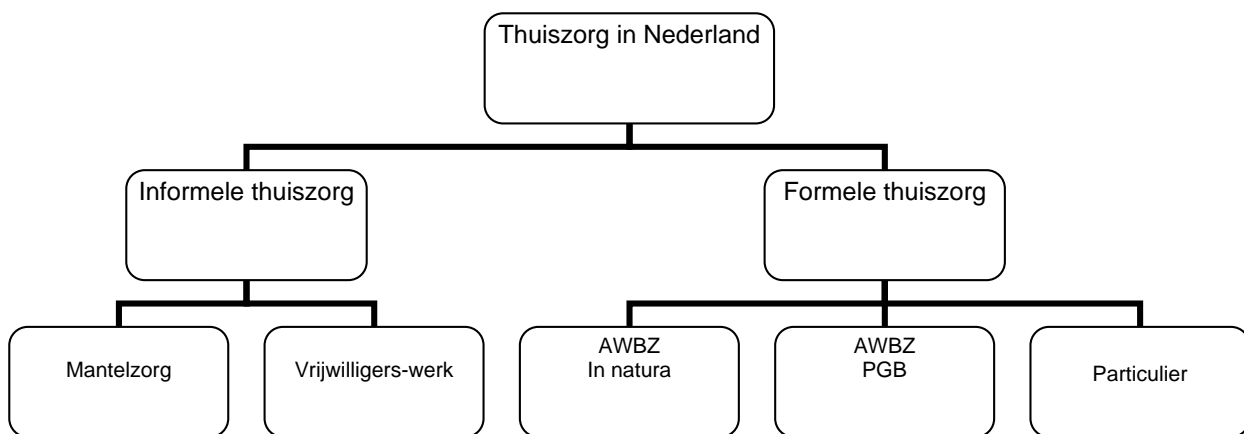 Thuiszorg in Nederland
Informele thuiszorg
Formele thuiszorg
Mantelzorg
Vrijwilligers-werk
AWBZ
In natura
AWBZ
PGB
Particulier